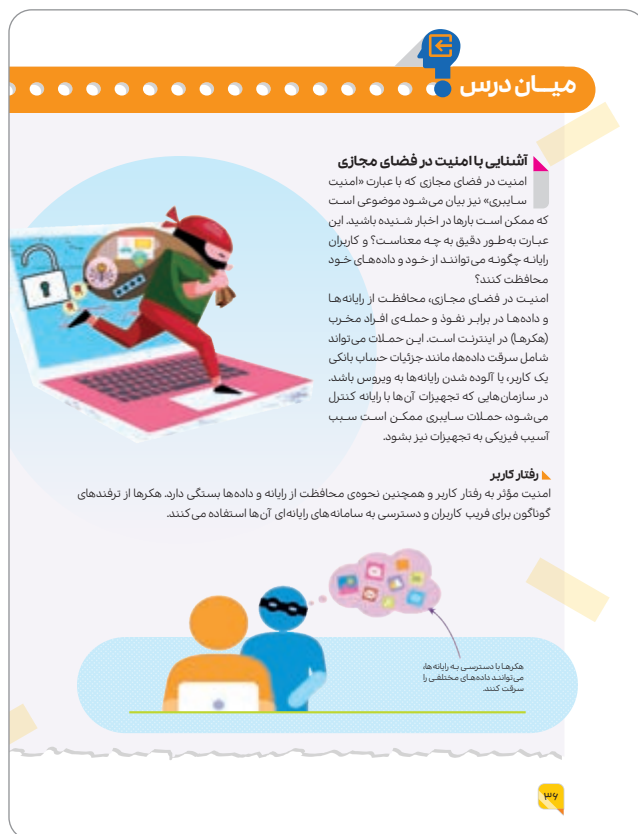 میان درس
آشنایی با امنیت در فضای مجازی
امنیت در فضای مجازی که با عبارت «امنیت
سایبری» نیز بیان می‌شود موضوعی است
که ممکن است بارها در اخبار شنیده باشید. این
عبارت به‌طور دقیق به چه معناست؟ و کاربران
رایانه چگونه می‌توانند از خود و داده‌های خود
محافظت کنند؟
امنیت در فضای مجازی، محافظت از رایانه‌ها
و داده‌ها در برابر نفوذ و حمله‌ی افراد مخرب
(هکرها) در اینترنت است. این حملات می‌تواند
شامل سرقت داده‌ها، مانند جزئیات حساب بانکی
یک کاربر، یا آلوده شدن رایانه‌ها به ویروس باشد.
در سازمان‌هایی که تجهیزات آن‌ها با رایانه کنترل
می‌شود، حملات سایبری ممکن است سبب
آسیب فیزیکی به تجهیزات نیز بشود.
رفتار کاربر
امنیت مؤثر به رفتار کاربر و همچنین نحوه‌ی محافظت از رایانه و داده‌ها بستگی دارد. هکرها از ترفندهای
گوناگون برای فریب کاربران و دسترسی به سامانه‌های رایانه‌ای آن‌ها استفاده می‌کنند.
هکرها با دسترسی به رایانه‌ها،
می‌توانند داده‌های مختلفی را
سرقت کنند.
۳۶